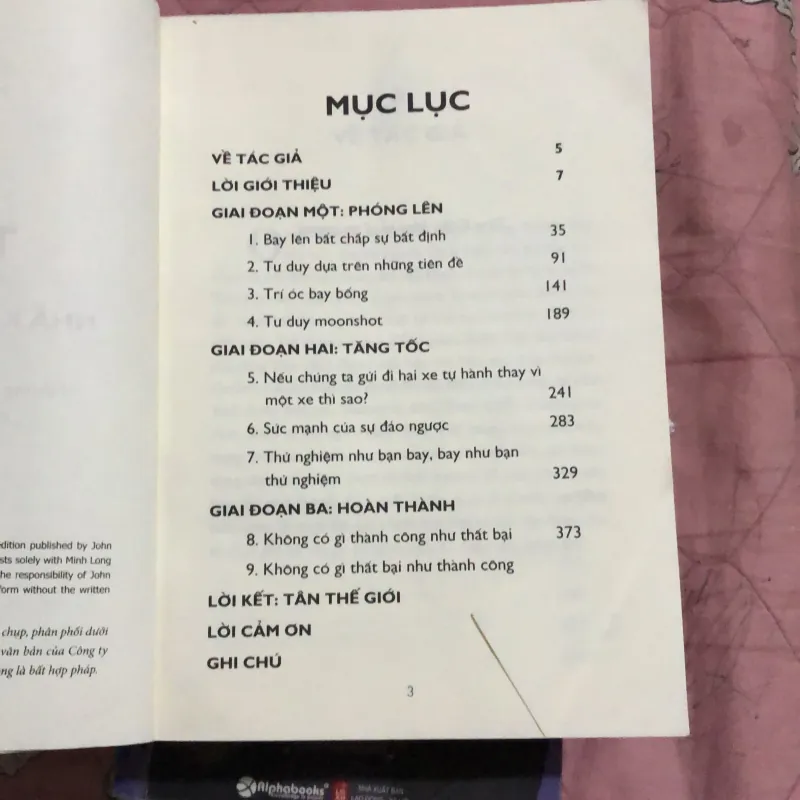 MỤC LỤC
VỀ TÁC GIẢ 5
LỜI GIỚI THIỆU 7
GIAI ĐOẠN MỘT: PHÓNG LÊN
1. Bay lên bất chấp sự bất định 35
2. Tư duy dựa trên những tiên đề 91
3. Trí óc bay bổng 141
4. Tư duy moonshot 189
GIAI ĐOẠN HAI: TĂNG TỐC
5. Nếu chúng ta gửi đi hai xe tự hành thay vì
một xe thì sao? 241
6. Sức mạnh của sự đảo ngược 283
7. Thử nghiệm như bạn bay, bay như bạn
thử nghiệm 329
GIAI ĐOẠN BA: HOÀN THÀNH
8. Không có gì thành công như thất bại 373
9. Không có gì thất bại như thành công
LỜI KẾT: TÂN THẾ GIỚI
LỜI CẢM ƠN
GHI CHÚ
3
edition published by John
sts solely with Minh Long
he responsibility of John
form without the written
chụp, phân phối dưới
văn bản của Công ty
ng là bất hợp pháp.
Alphabooks
NHÀ XUẤT BẢN